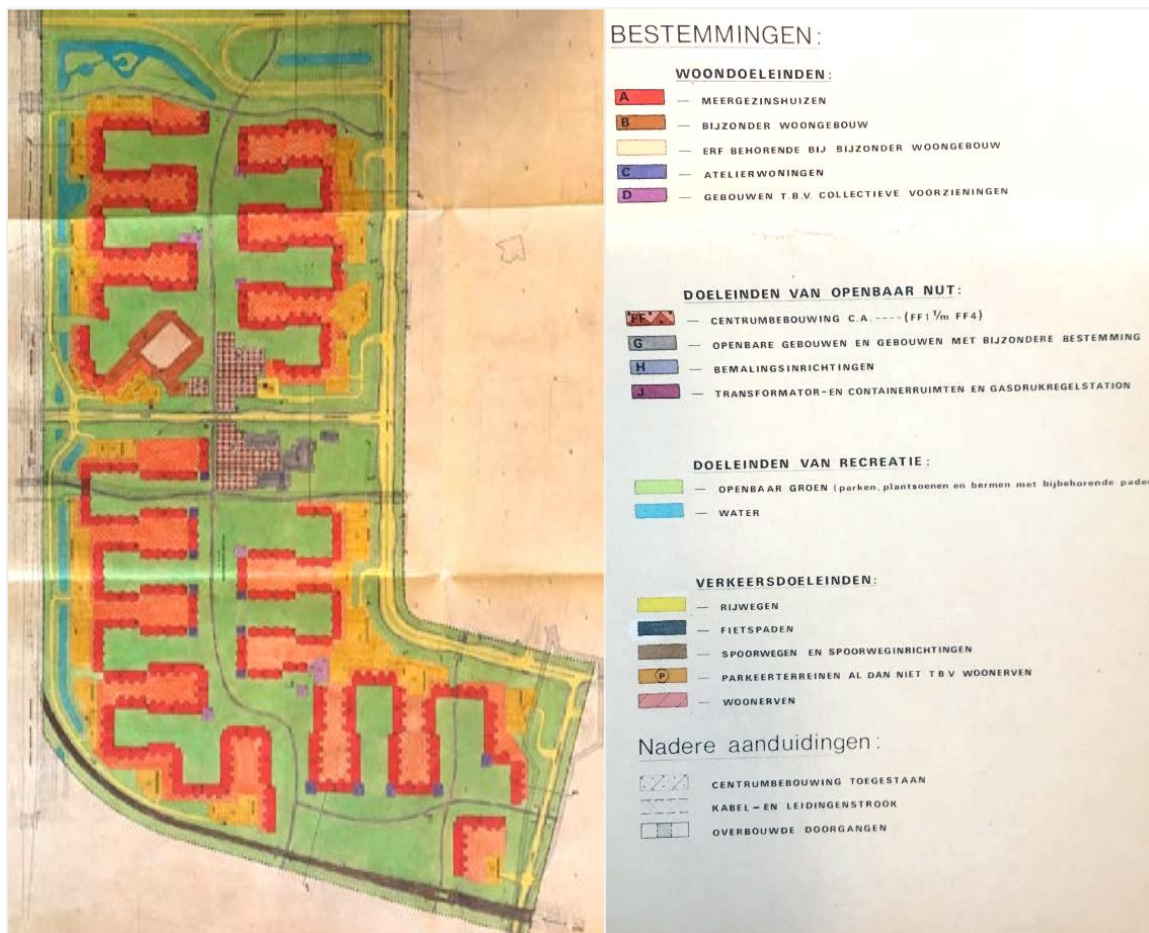 BESTEMMINGEN:
WOONDOELEINDEN:
A — MEERGEZINSHUIZEN
B — BIJZONDER WOONGEBOUW
— ERF BEHORENDE BIJ BIJZONDER WOONGEBOUW
C — ATELIERWONINGEN
D — GEBOUWEN T.B.V. COLLECTIEVE VOORZIENINGEN
DOELEINDEN VAN OPENBAAR NUT:
FF — CENTRUMBEBOUWING C.A. ---- (FF1 t/m FF4)
G — OPENBARE GEBOUWEN EN GEBOUWEN MET BIJZONDERE BESTEMMING
H — BEMALINGSINRICHTINGEN
J — TRANSFORMATOR-EN CONTAINERRUIMTEN EN GASDRUKREGELSTATION
DOELEINDEN VAN RECREATIE:
— OPENBAAR GROEN (parken, plantsoenen en bermen met bijbehorende pade
— WATER
VERKEERSDOELEINDEN:
— RIJWEGEN
— FIETSPADEN
— SPOORWEGEN EN SPOORWEGINRICHTINGEN
P — PARKEERTERREINEN AL DAN NIET T B V WOONERVEN
— WOONERVEN
Nadere aanduidingen:
CENTRUMBEBOUWING TOEGESTAAN
KABEL-EN LEIDINGENSTROOK
OVERBOUWDE DOORGANGEN